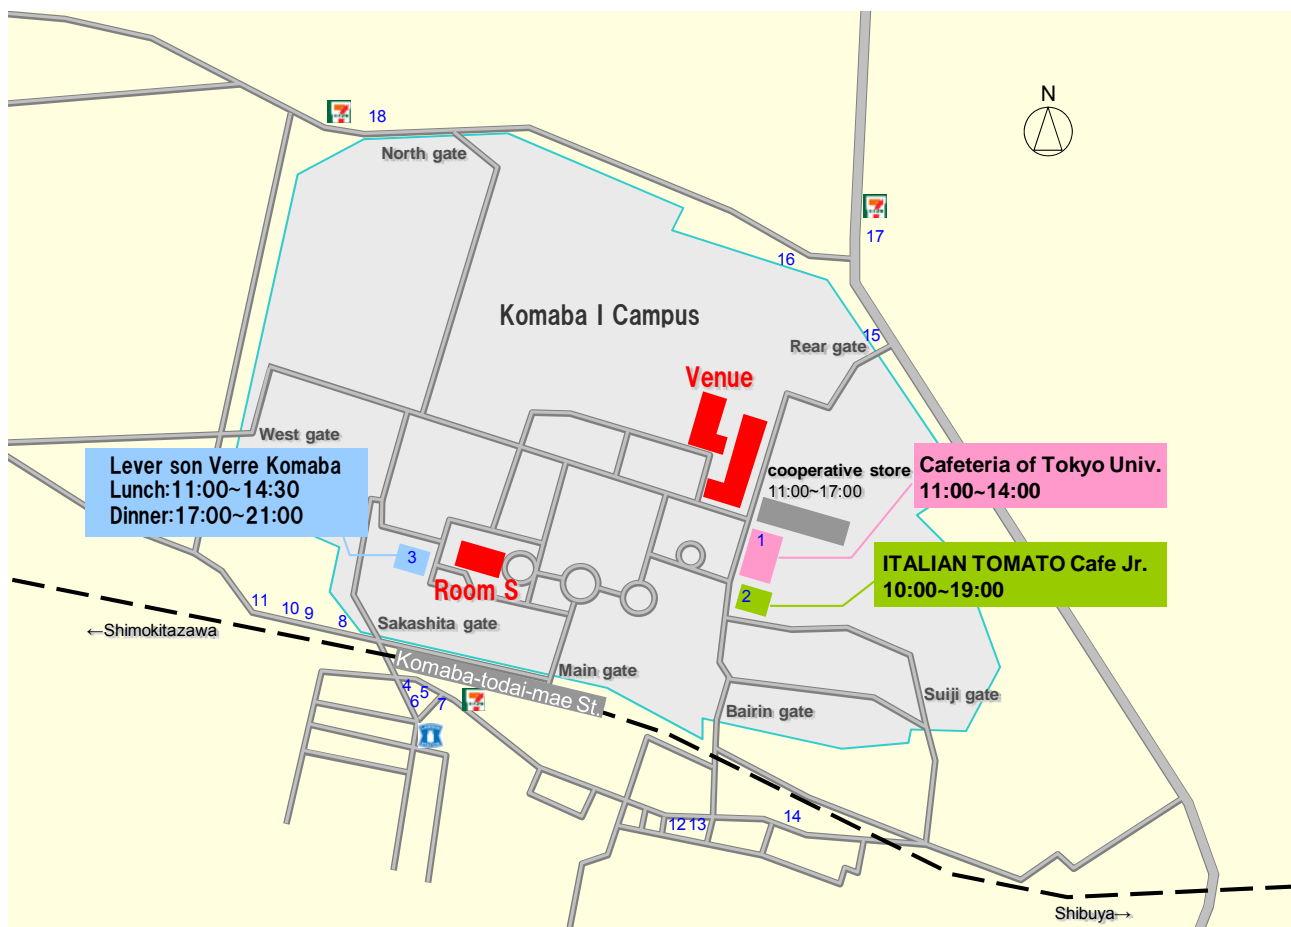 18
North gate
N
17
16
15
Komaba I Campus
Rear gate
Venue
West gate
Lever son Verre Komaba
Lunch:11:00~14:30
Dinner:17:00~21:00
cooperative store
11:00~17:00
Cafeteria of Tokyo Univ.
11:00~14:00
1
3
ITALIAN TOMATO Cafe Jr.
10:00~19:00
2
Room S
11
10
9
8
←Shimokitazawa
Sakashita gate
Komaba-todai-mae St.
Main gate
4
5
6
7
Suiji gate
Bairin gate
12
13
14
Shibuya→